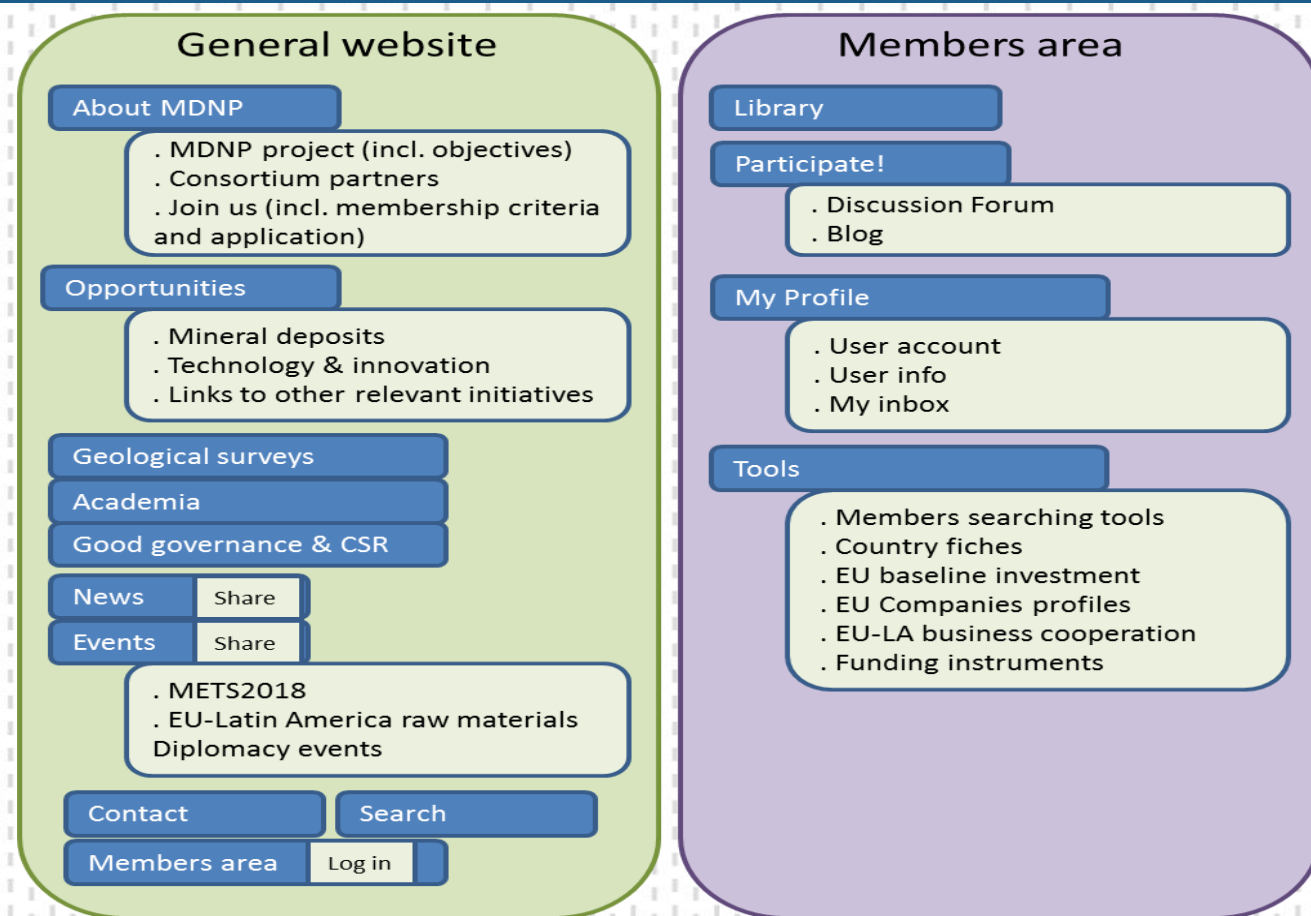 General website
About MDNP
. MDNP project (incl. objectives)
. Consortium partners
. Join us (incl. membership criteria
and application)
Opportunities
. Mineral deposits
. Technology & innovation
. Links to other relevant initiatives
Geological surveys
Academia
Good governance & CSR
News Share
Events Share
. METS2018
. EU-Latin America raw materials
Diplomacy events
Contact Search
Members area Log in
Members area
Library
Participate!
. Discussion Forum
. Blog
My Profile
. User account
. User info
. My inbox
Tools
. Members searching tools
. Country fiches
. EU baseline investment
. EU Companies profiles
. EU-LA business cooperation
. Funding instruments